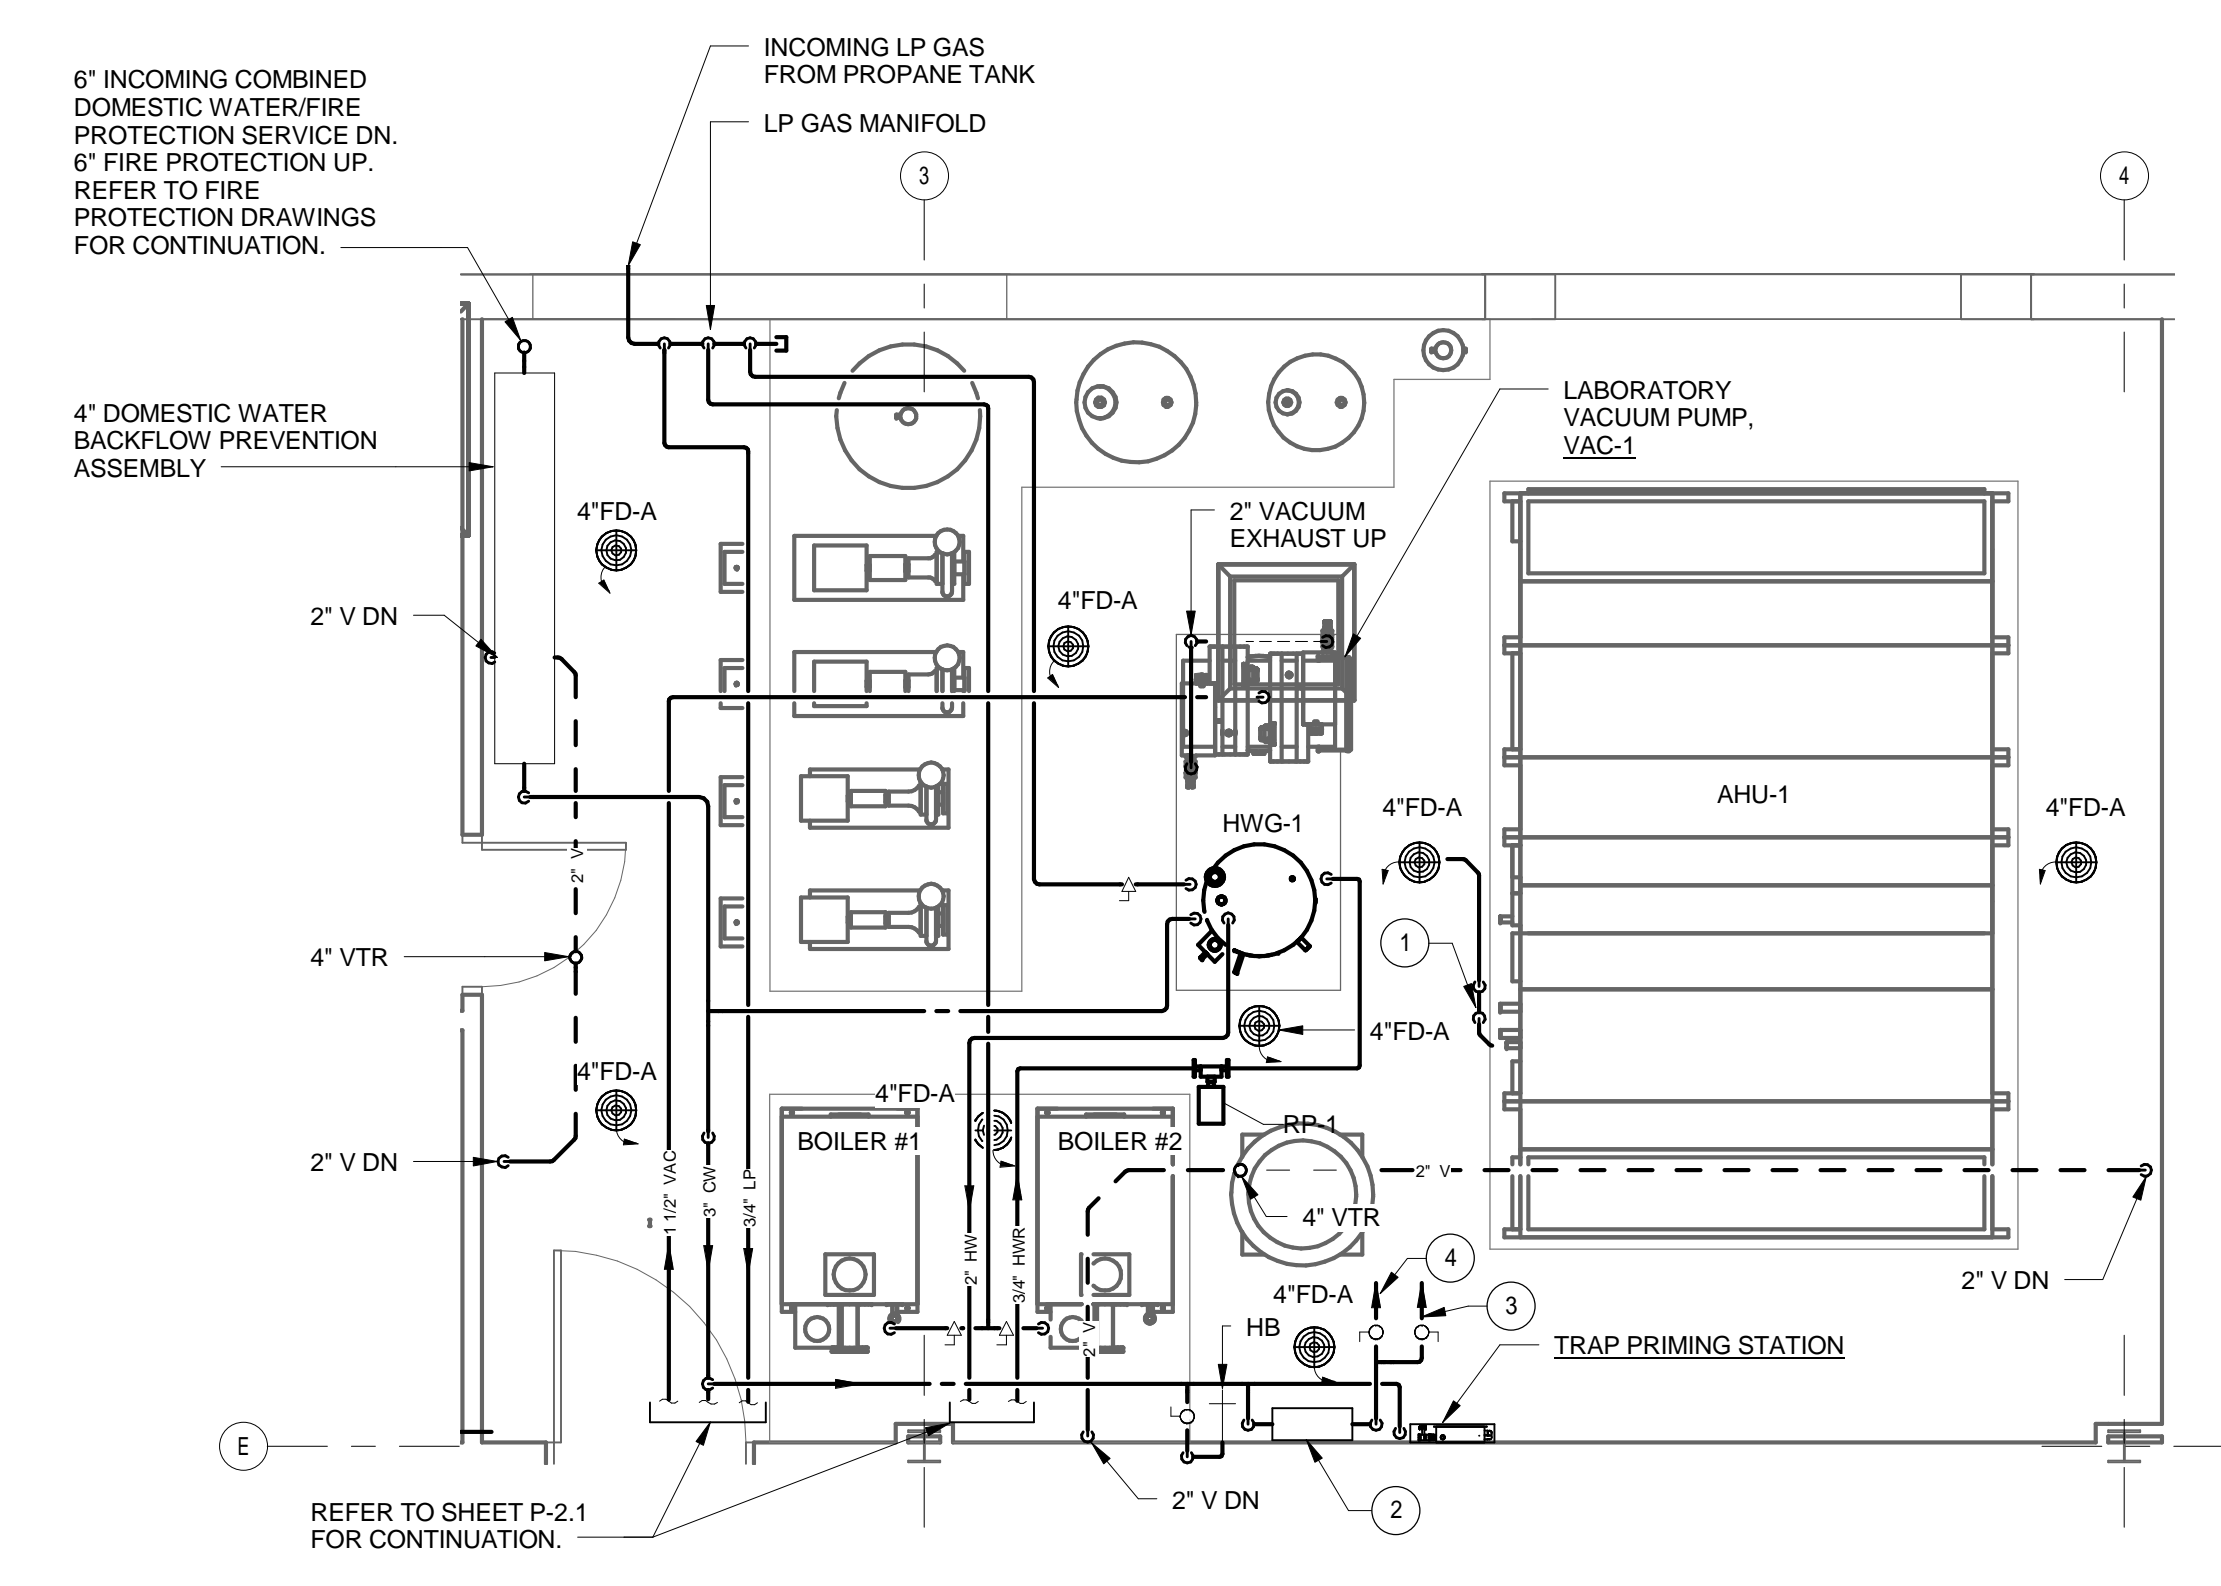 INCOMING LP GAS
FROM PROPANE TANK
6" INCOMING COMBINED
DOMESTIC WATER/FIRE
PROTECTION SERVICE DN.
6" FIRE PROTECTION UP.
REFER TO FIRE
PROTECTION DRAWINGS
FOR CONTINUATION.
LP GAS MANIFOLD
3
4
4" DOMESTIC WATER
BACKFLOW PREVENTION
ASSEMBLY
LABORATORY
VACUUM PUMP,
VAC-1
4"FD-A
2" VACUUM
EXHAUST UP
4"FD-A
2" V DN
AHU-1
4"FD-A
4"FD-A
HWG-1
2" V
4" VTR
1
4"FD-A
4"FD-A
4"FD-A
RP-1
BOILER #1
BOILER #2
2" V DN
1 1/2" VAC
3" CW
3/4" LP
2" HW
3/4" HWR
2" V
2" V
4" VTR
4
2" V DN
4"FD-A
3
HB
TRAP PRIMING STATION
E
2" V DN
2
REFER TO SHEET P-2.1
FOR CONTINUATION.